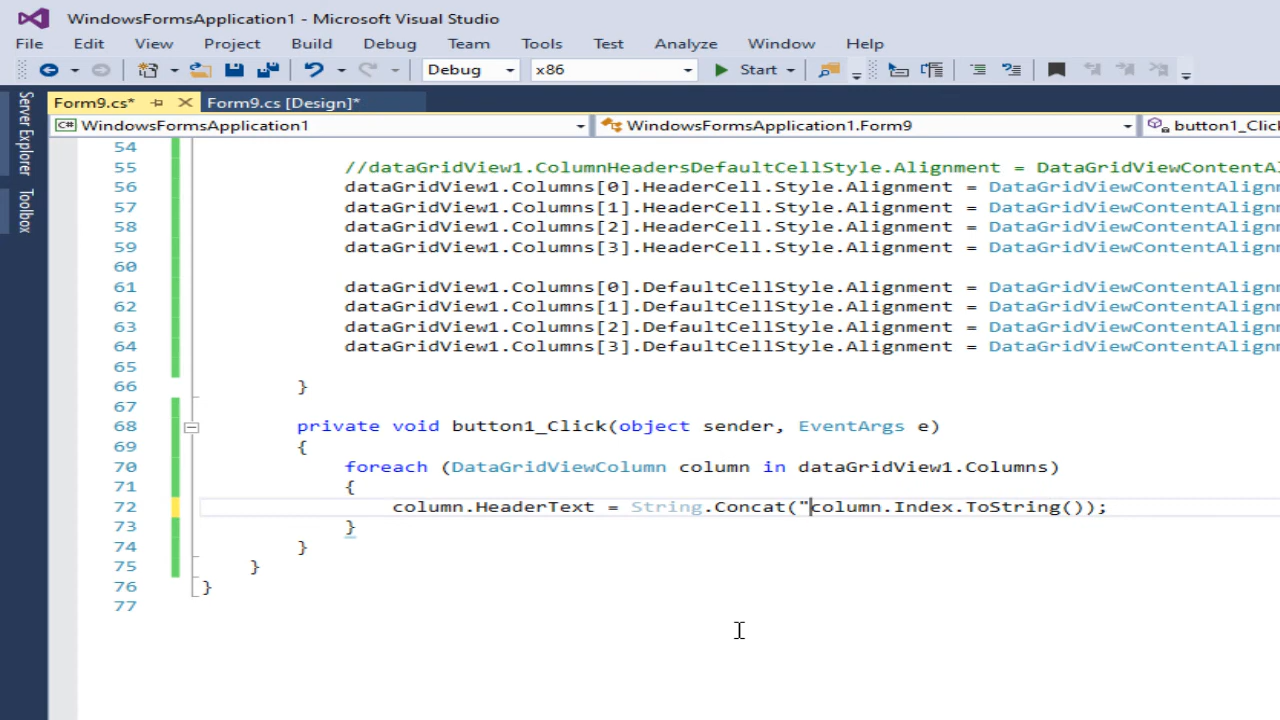 WindowsFormsApplication1 - Microsoft Visual Studio
File Edit View Project Build Debug Team Tools Test Analyze Window Help
Debug x86 Start
Form9.cs* Form9.cs [Design]*
WindowsFormsApplication1 WindowsFormsApplication1.Form9 button1_Clic
Server Explorer
Toolbox
54
55 //dataGridView1.ColumnHeadersDefaultCellStyle.Alignment = DataGridViewContentAl
56 dataGridView1.Columns[0].HeaderCell.Style.Alignment = DataGridViewContentAlignm
57 dataGridView1.Columns[1].HeaderCell.Style.Alignment = DataGridViewContentAlignm
58 dataGridView1.Columns[2].HeaderCell.Style.Alignment = DataGridViewContentAlignm
59 dataGridView1.Columns[3].HeaderCell.Style.Alignment = DataGridViewContentAlignm
60
61 dataGridView1.Columns[0].DefaultCellStyle.Alignment = DataGridViewContentAlignm
62 dataGridView1.Columns[1].DefaultCellStyle.Alignment = DataGridViewContentAlignm
63 dataGridView1.Columns[2].DefaultCellStyle.Alignment = DataGridViewContentAlignm
64 dataGridView1.Columns[3].DefaultCellStyle.Alignment = DataGridViewContentAlignm
65
66 }
67
68 private void button1_Click(object sender, EventArgs e)
69 {
70 foreach (DataGridViewColumn column in dataGridView1.Columns)
71 {
72 column.HeaderText = String.Concat("column.Index.ToString());
73 }
74 }
75 }
76 }
77